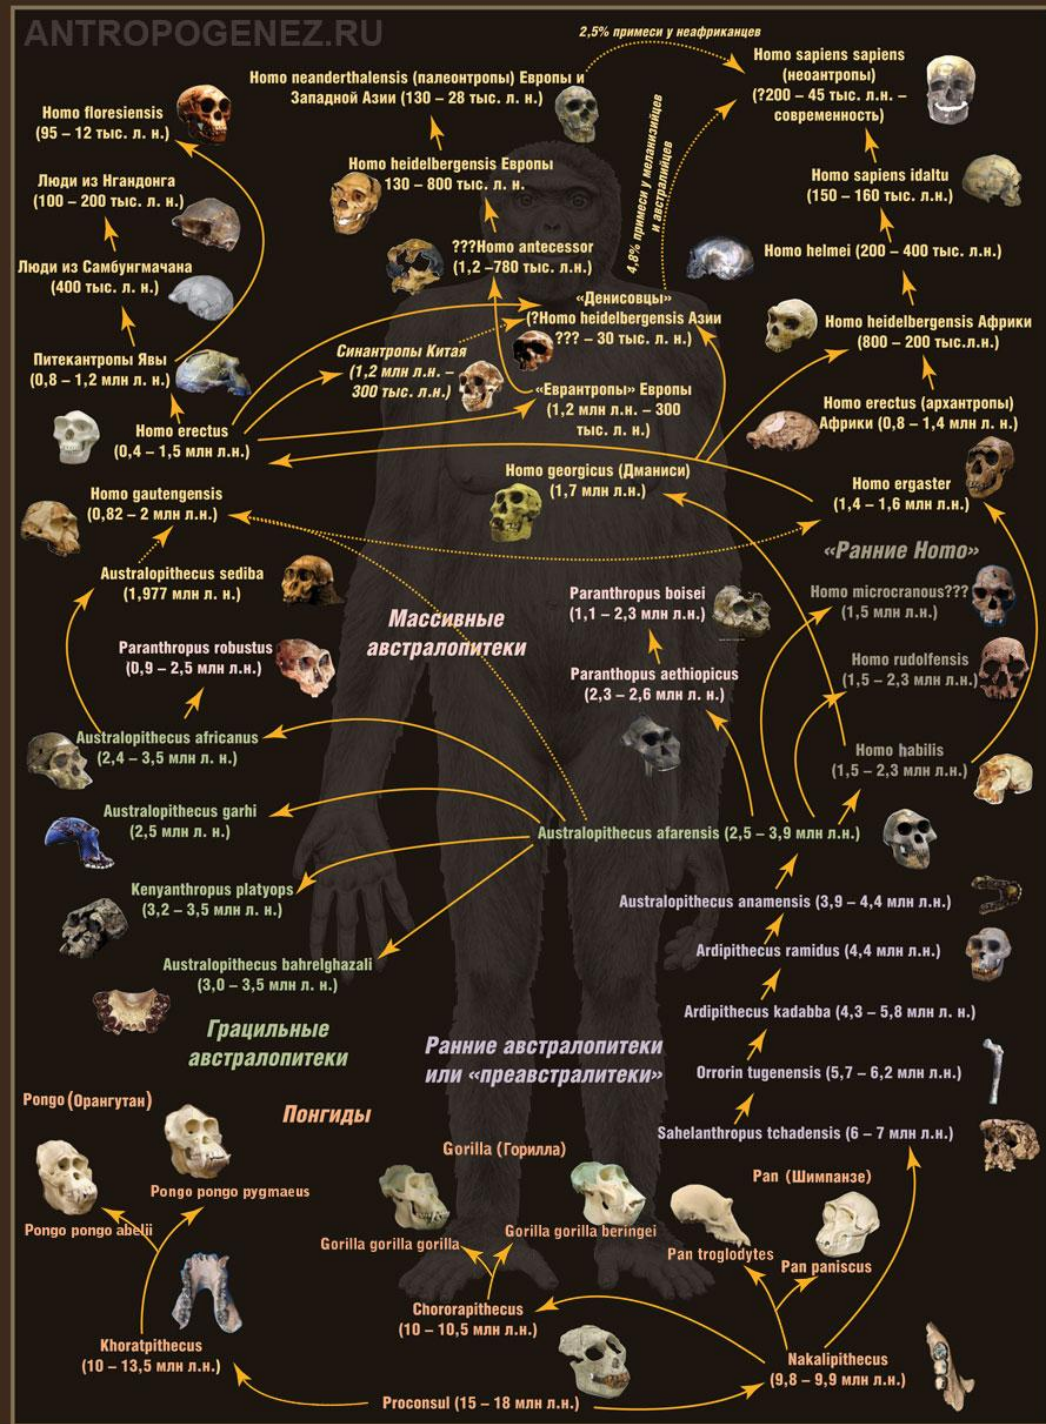 ANTROPOGENEZ.RU
2,5% примеси у неафриканцев
Homo sapiens sapiens
(неоантропы)
(?200 – 45 тыс. л.н. –
современность)
Homo neanderthalensis (палеонтропы) Европы и
Западной Азии (130 – 28 тыс. л.н.)
Homo floresiensis
(95 – 12 тыс. л. н.)
4,8% примеси у меланизийцев
и австралийцев
Homo heidelbergensis Европы
130 – 800 тыс. л. н.
Люди из Нгандонга
(100 – 200 тыс. л. н.)
Homo sapiens idaltu
(150 – 160 тыс. л.н.)
???Homo antecessor
(1,2 –780 тыс. л.н.)
Homo helmei (200 – 400 тыс. л.н.)
Люди из Самбунгмачана
(400 тыс. л. н.)
«Денисовцы»
(?Homo heidelbergensis Азии
??? – 30 тыс. л. н.)
Homo heidelbergensis Африки
(800 – 200 тыс.л.н.)
Питекантропы Явы
(0,8 – 1,2 млн л.н.)
Синантропы Китая
(1,2 млн л.н. –
300 тыс. л.н.)
«Еврантропы» Европы
(1,2 млн л.н. – 300
тыс. л. н.)
Homo erectus (архантропы)
Африки (0,8 – 1,4 млн л.н.)
Homo erectus
(0,4 – 1,5 млн л.н.)
Homo georgicus (Дманиси)
(1,7 млн л.н.)
Homo ergaster
(1,4 – 1,6 млн л.н.)
Homo gautengensis
(0,82 – 2 млн л.н.)
«Ранние Homo»
Australopithecus sediba
(1,977 млн л. н.)
Paranthropus boisei
(1,1 – 2,3 млн л.н.)
Homo microcranous???
(1,5 млн л.н.)
Массивные
австралопитеки
Paranthropus robustus
(0,9 – 2,5 млн л.н.)
Paranthopus aethiopicus
(2,3 – 2,6 млн л. н.)
Homo rudolfensis
(1,5 – 2,3 млн л.н.)
Australopithecus africanus
(2,4 – 3,5 млн л. н.)
Homo habilis
(1,5 – 2,3 млн л.н.)
Australopithecus garhi
(2,5 млн л. н.)
Australopithecus afarensis (2,5 – 3,9 млн л.н.)
Kenyanthropus platyops
(3,2 – 3,5 млн л. н.)
Australopithecus anamensis (3,9 – 4,4 млн л.н.)
Ardipithecus ramidus (4,4 млн л.н.)
Australopithecus bahrelghazali
(3,0 – 3,5 млн л. н.)
Ardipithecus kadabba (4,3 – 5,8 млн л. н.)
Грацильные
австралопитеки
Ранние австралопитеки
или «преавстралитеки»
Orrorin tugenensis (5,7 – 6,2 млн л.н.)
Pongo (Орангутан)
Понгиды
Sahelanthropus tchadensis (6 – 7 млн л.н.)
Gorilla (Горилла)
Pan (Шимпанзе)
Pongo pongo pygmaeus
Pongo pongo abelii
Gorilla gorilla gorilla
Gorilla gorilla beringei
Pan troglodytes
Pan paniscus
Chororapithecus
(10 – 10,5 млн л.н.)
Khoratpithecus
(10 – 13,5 млн л.н.)
Nakalipithecus
(9,8 – 9,9 млн л.н.)
Proconsul (15 – 18 млн л.н.)